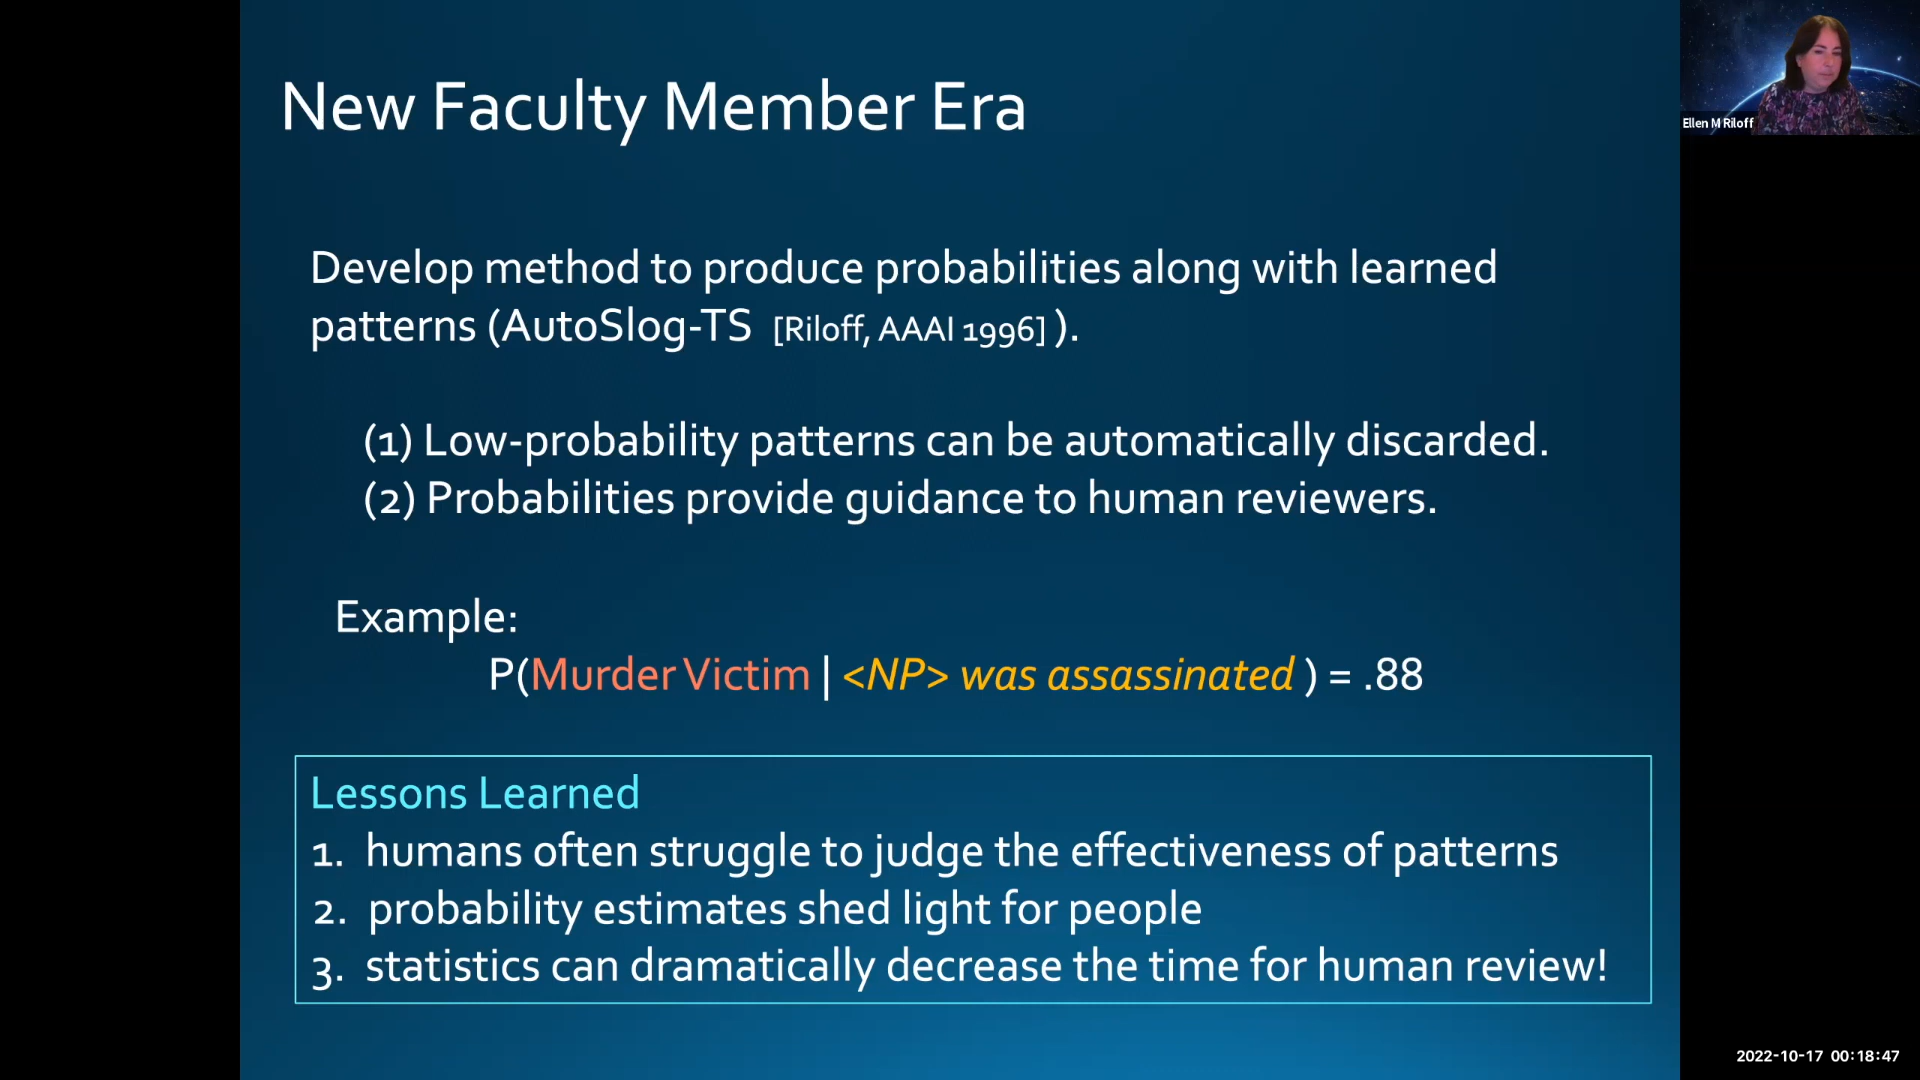 New Faculty Member Era
Ellen M Riloff
Develop method to produce probabilities along with learned
patterns (AutoSlog-TS [Riloff, AAAI 1996] ).
(1) Low-probability patterns can be automatically discarded.
(2) Probabilities provide guidance to human reviewers.
Example:
P(Murder Victim | <NP> was assassinated ) = .88
Lessons Learned
1. humans often struggle to judge the effectiveness of patterns
2. probability estimates shed light for people
3. statistics can dramatically decrease the time for human review!
2022-10-17 00:18:47